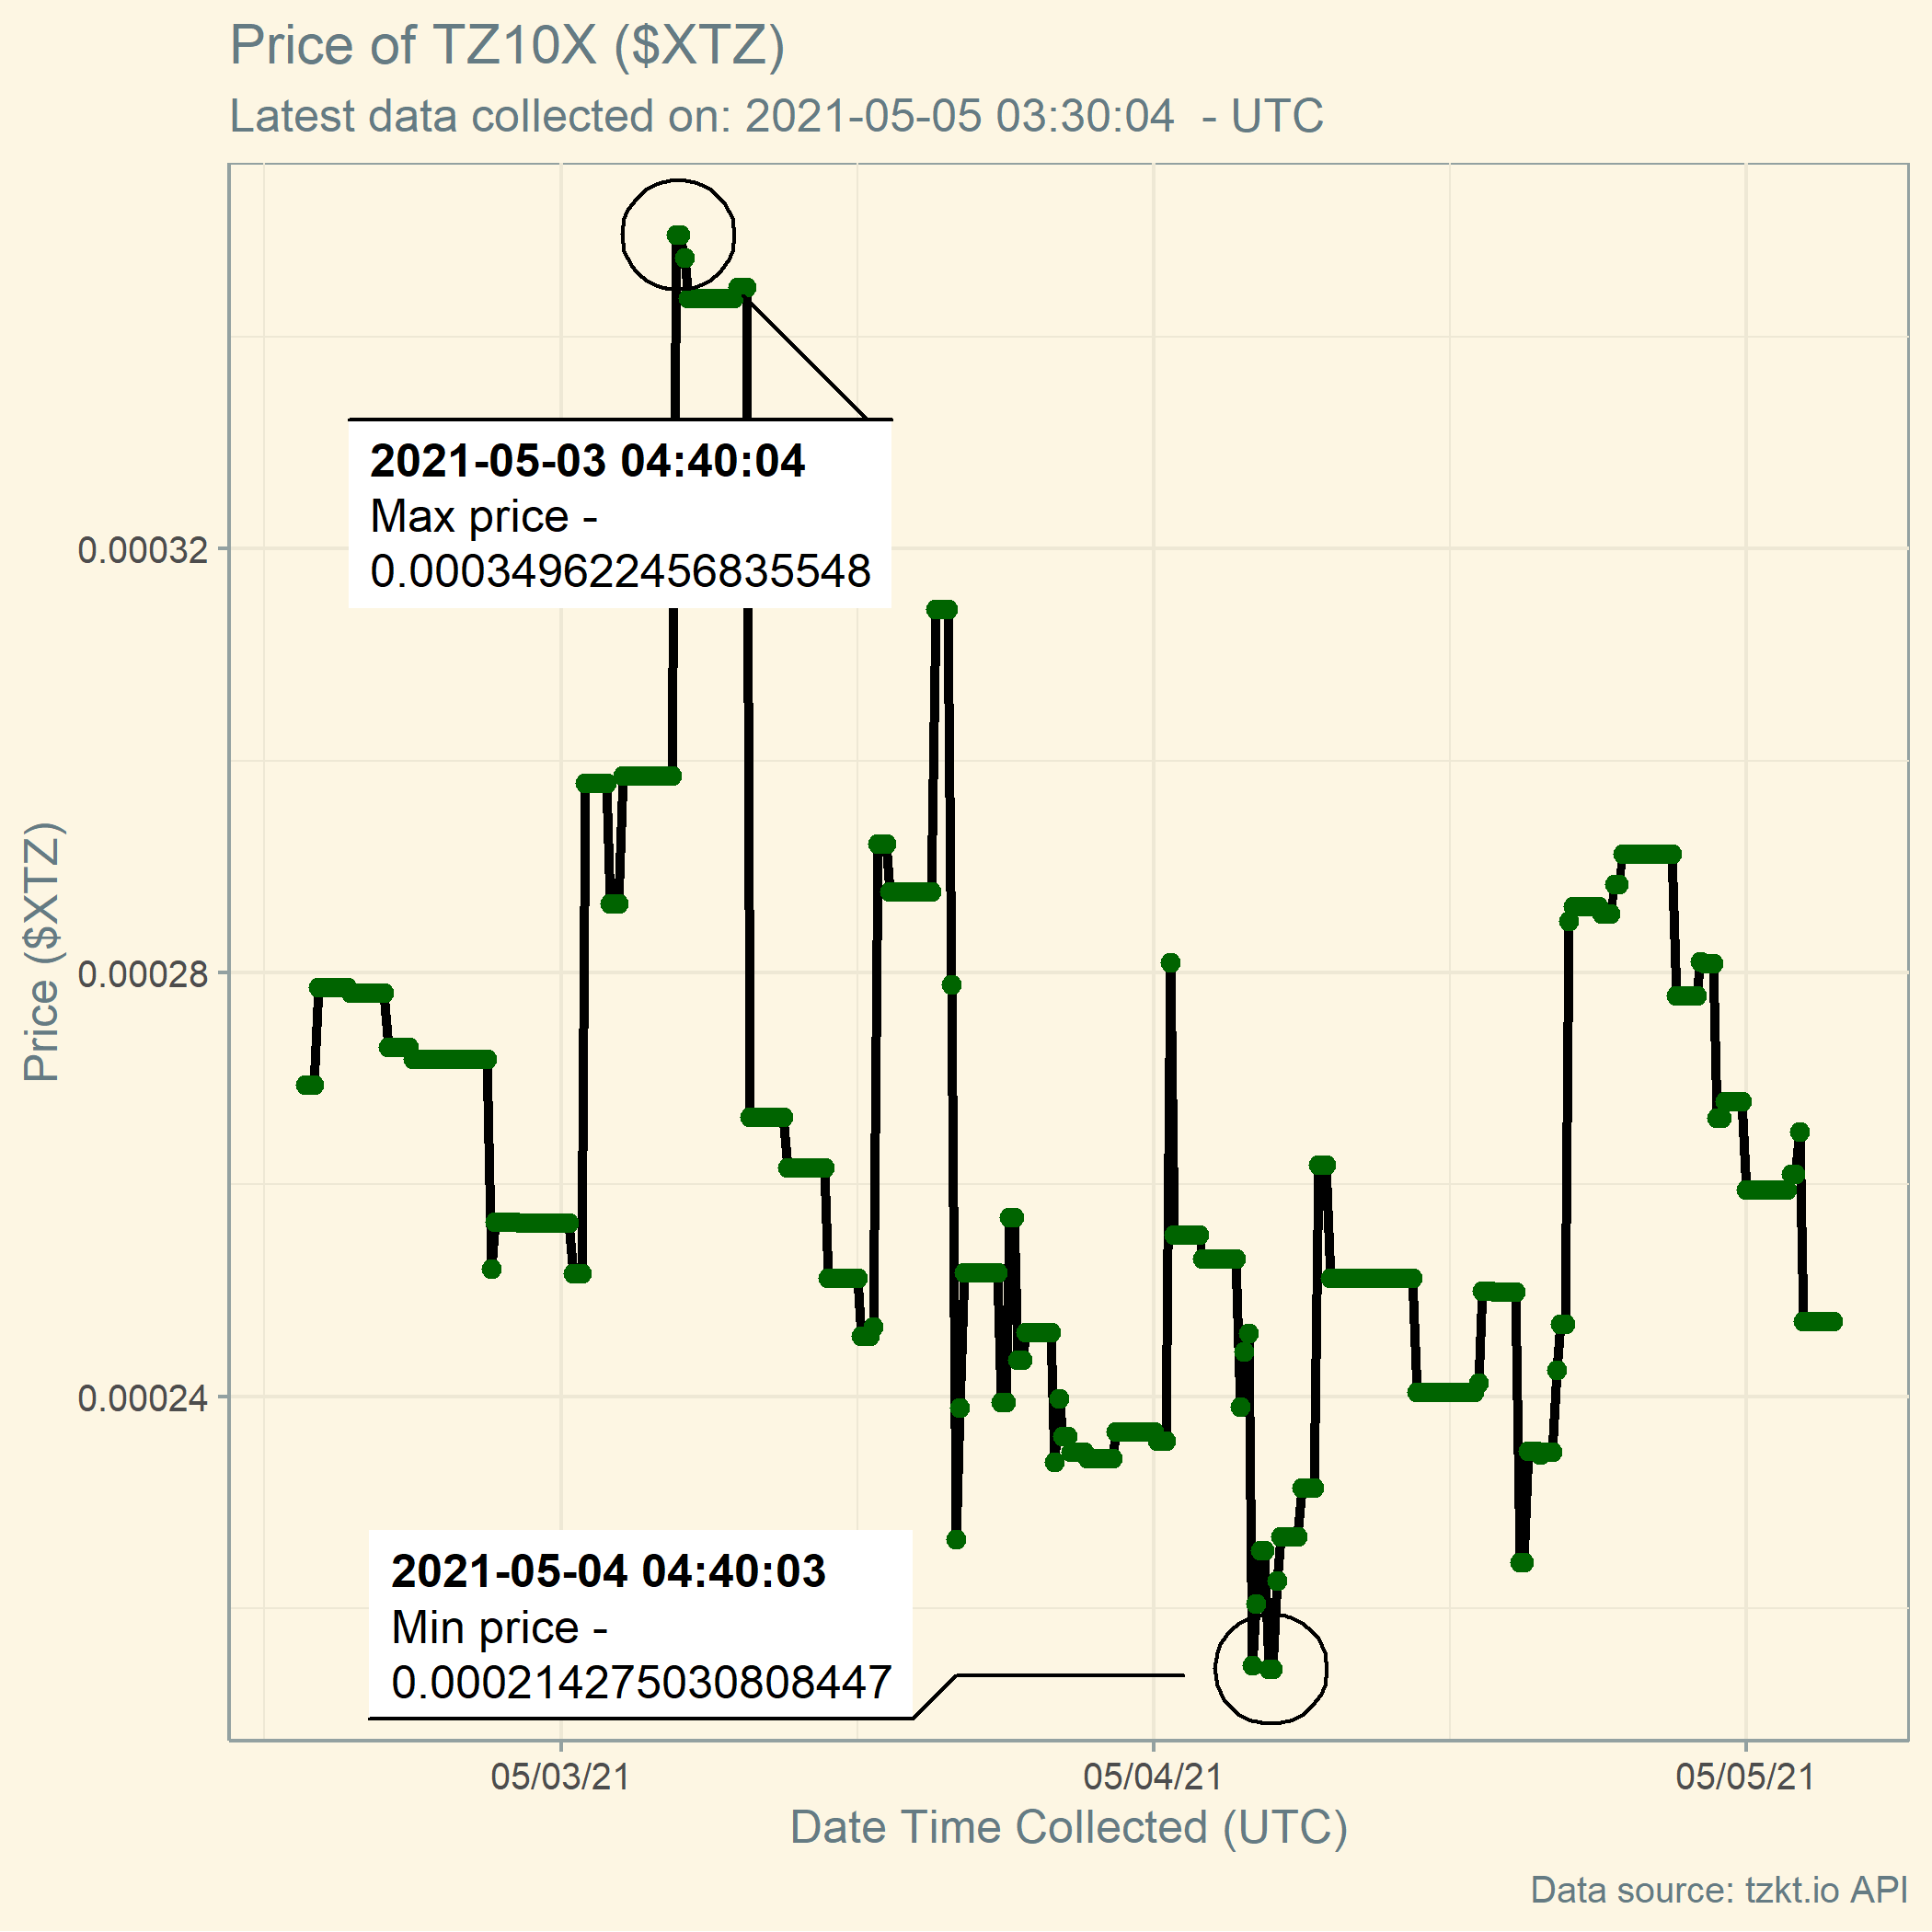 Price of TZ10X ($XTZ)
Latest data collected on: 2021-05-05 03:30:04  - UTC
2021-05-03 04:40:04
Max price -
0.000349622456835548
0.00032
0.00028
0.00024
Price ($XTZ)
2021-05-04 04:40:03
Min price -
0.000214275030808447
05/03/21
05/04/21
05/05/21
Date Time Collected (UTC)
Data source: tzkt.io API